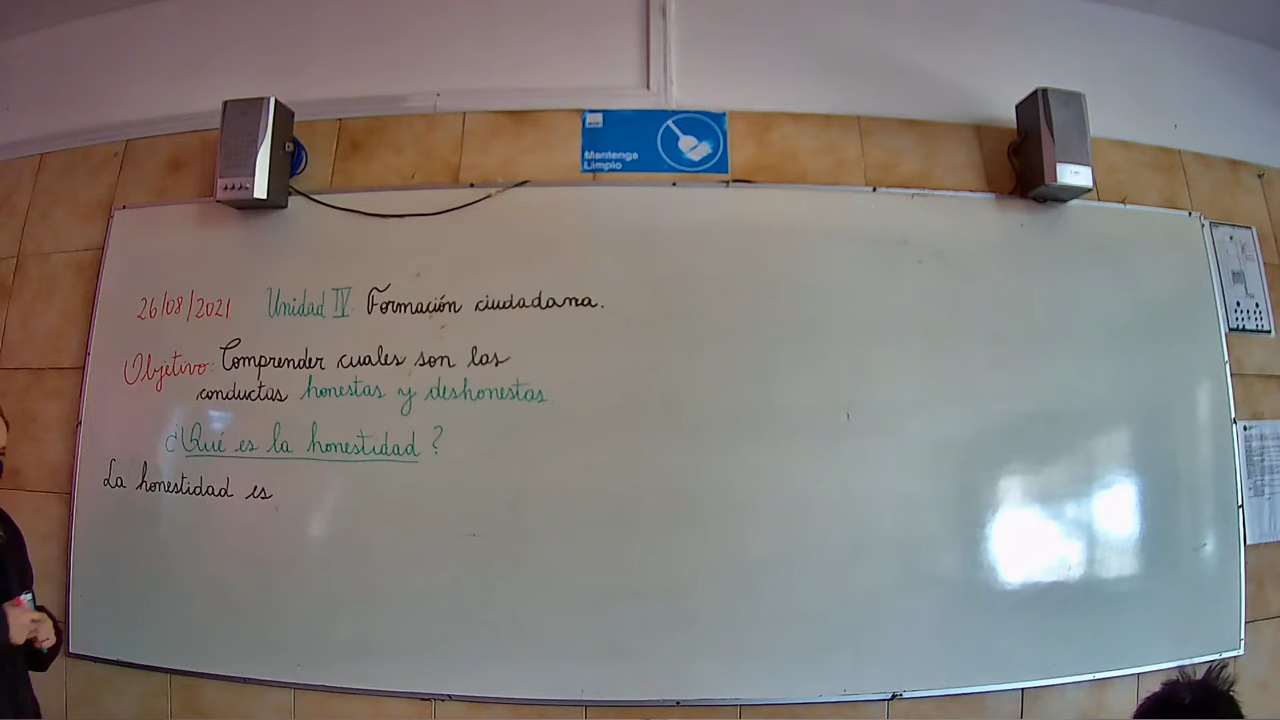 Mantenga
Limpio
26/08/2021 Unidad IV Formación ciudadana.
Objetivo: Comprender cuales son las
conductas honestas y deshonestas.
¿Qué es la honestidad?
La honestidad es